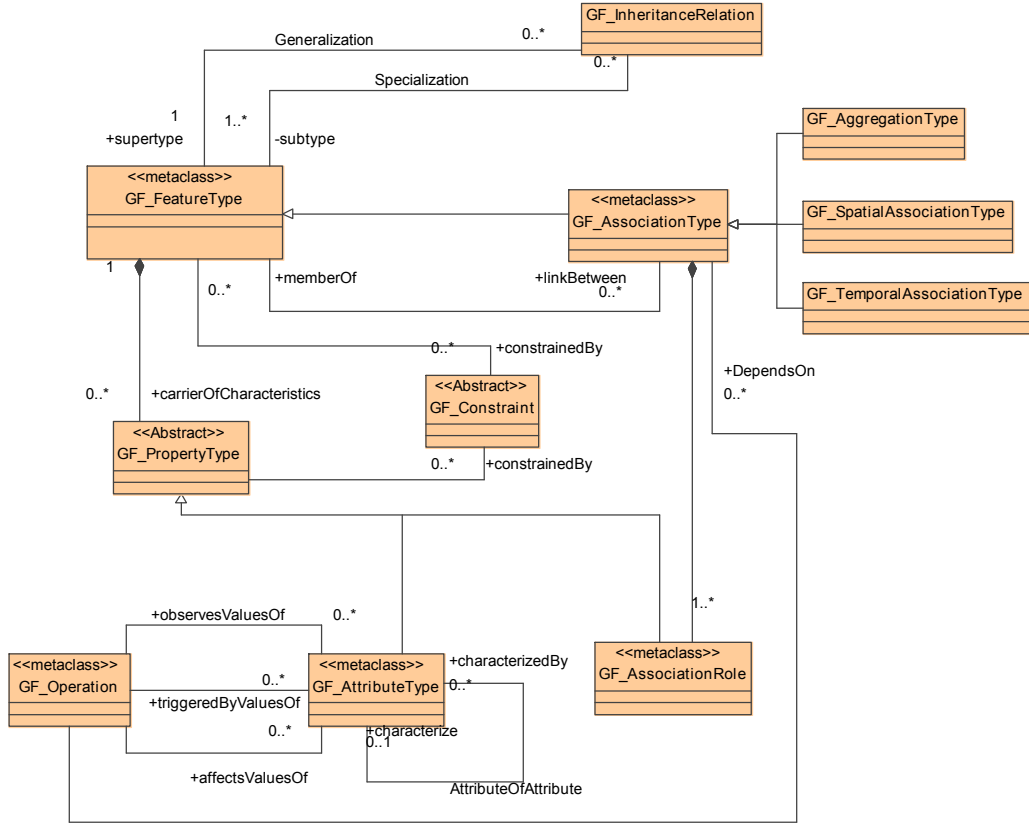 GF_InheritanceRelation
Generalization
0..*
0..*
Specialization
1
1..*
+supertype
-subtype
GF_AggregationType
<<metaclass>>
GF_FeatureType
<<metaclass>>
GF_AssociationType
GF_SpatialAssociationType
1
0..*
+memberOf
+linkBetween
0..*
GF_TemporalAssociationType
0..*
+constrainedBy
+DependsOn
0..*
0..*
+carrierOfCharacteristics
<<Abstract>>
GF_Constraint
<<Abstract>>
GF_PropertyType
0..*
+constrainedBy
1..*
+observesValuesOf
0..*
<<metaclass>>
GF_Operation
<<metaclass>>
GF_AttributeType
+characterizedBy
0..*
<<metaclass>>
GF_AssociationRole
0..*
+triggeredByValuesOf
0..*
+characterize
0..1
+affectsValuesOf
AttributeOfAttribute